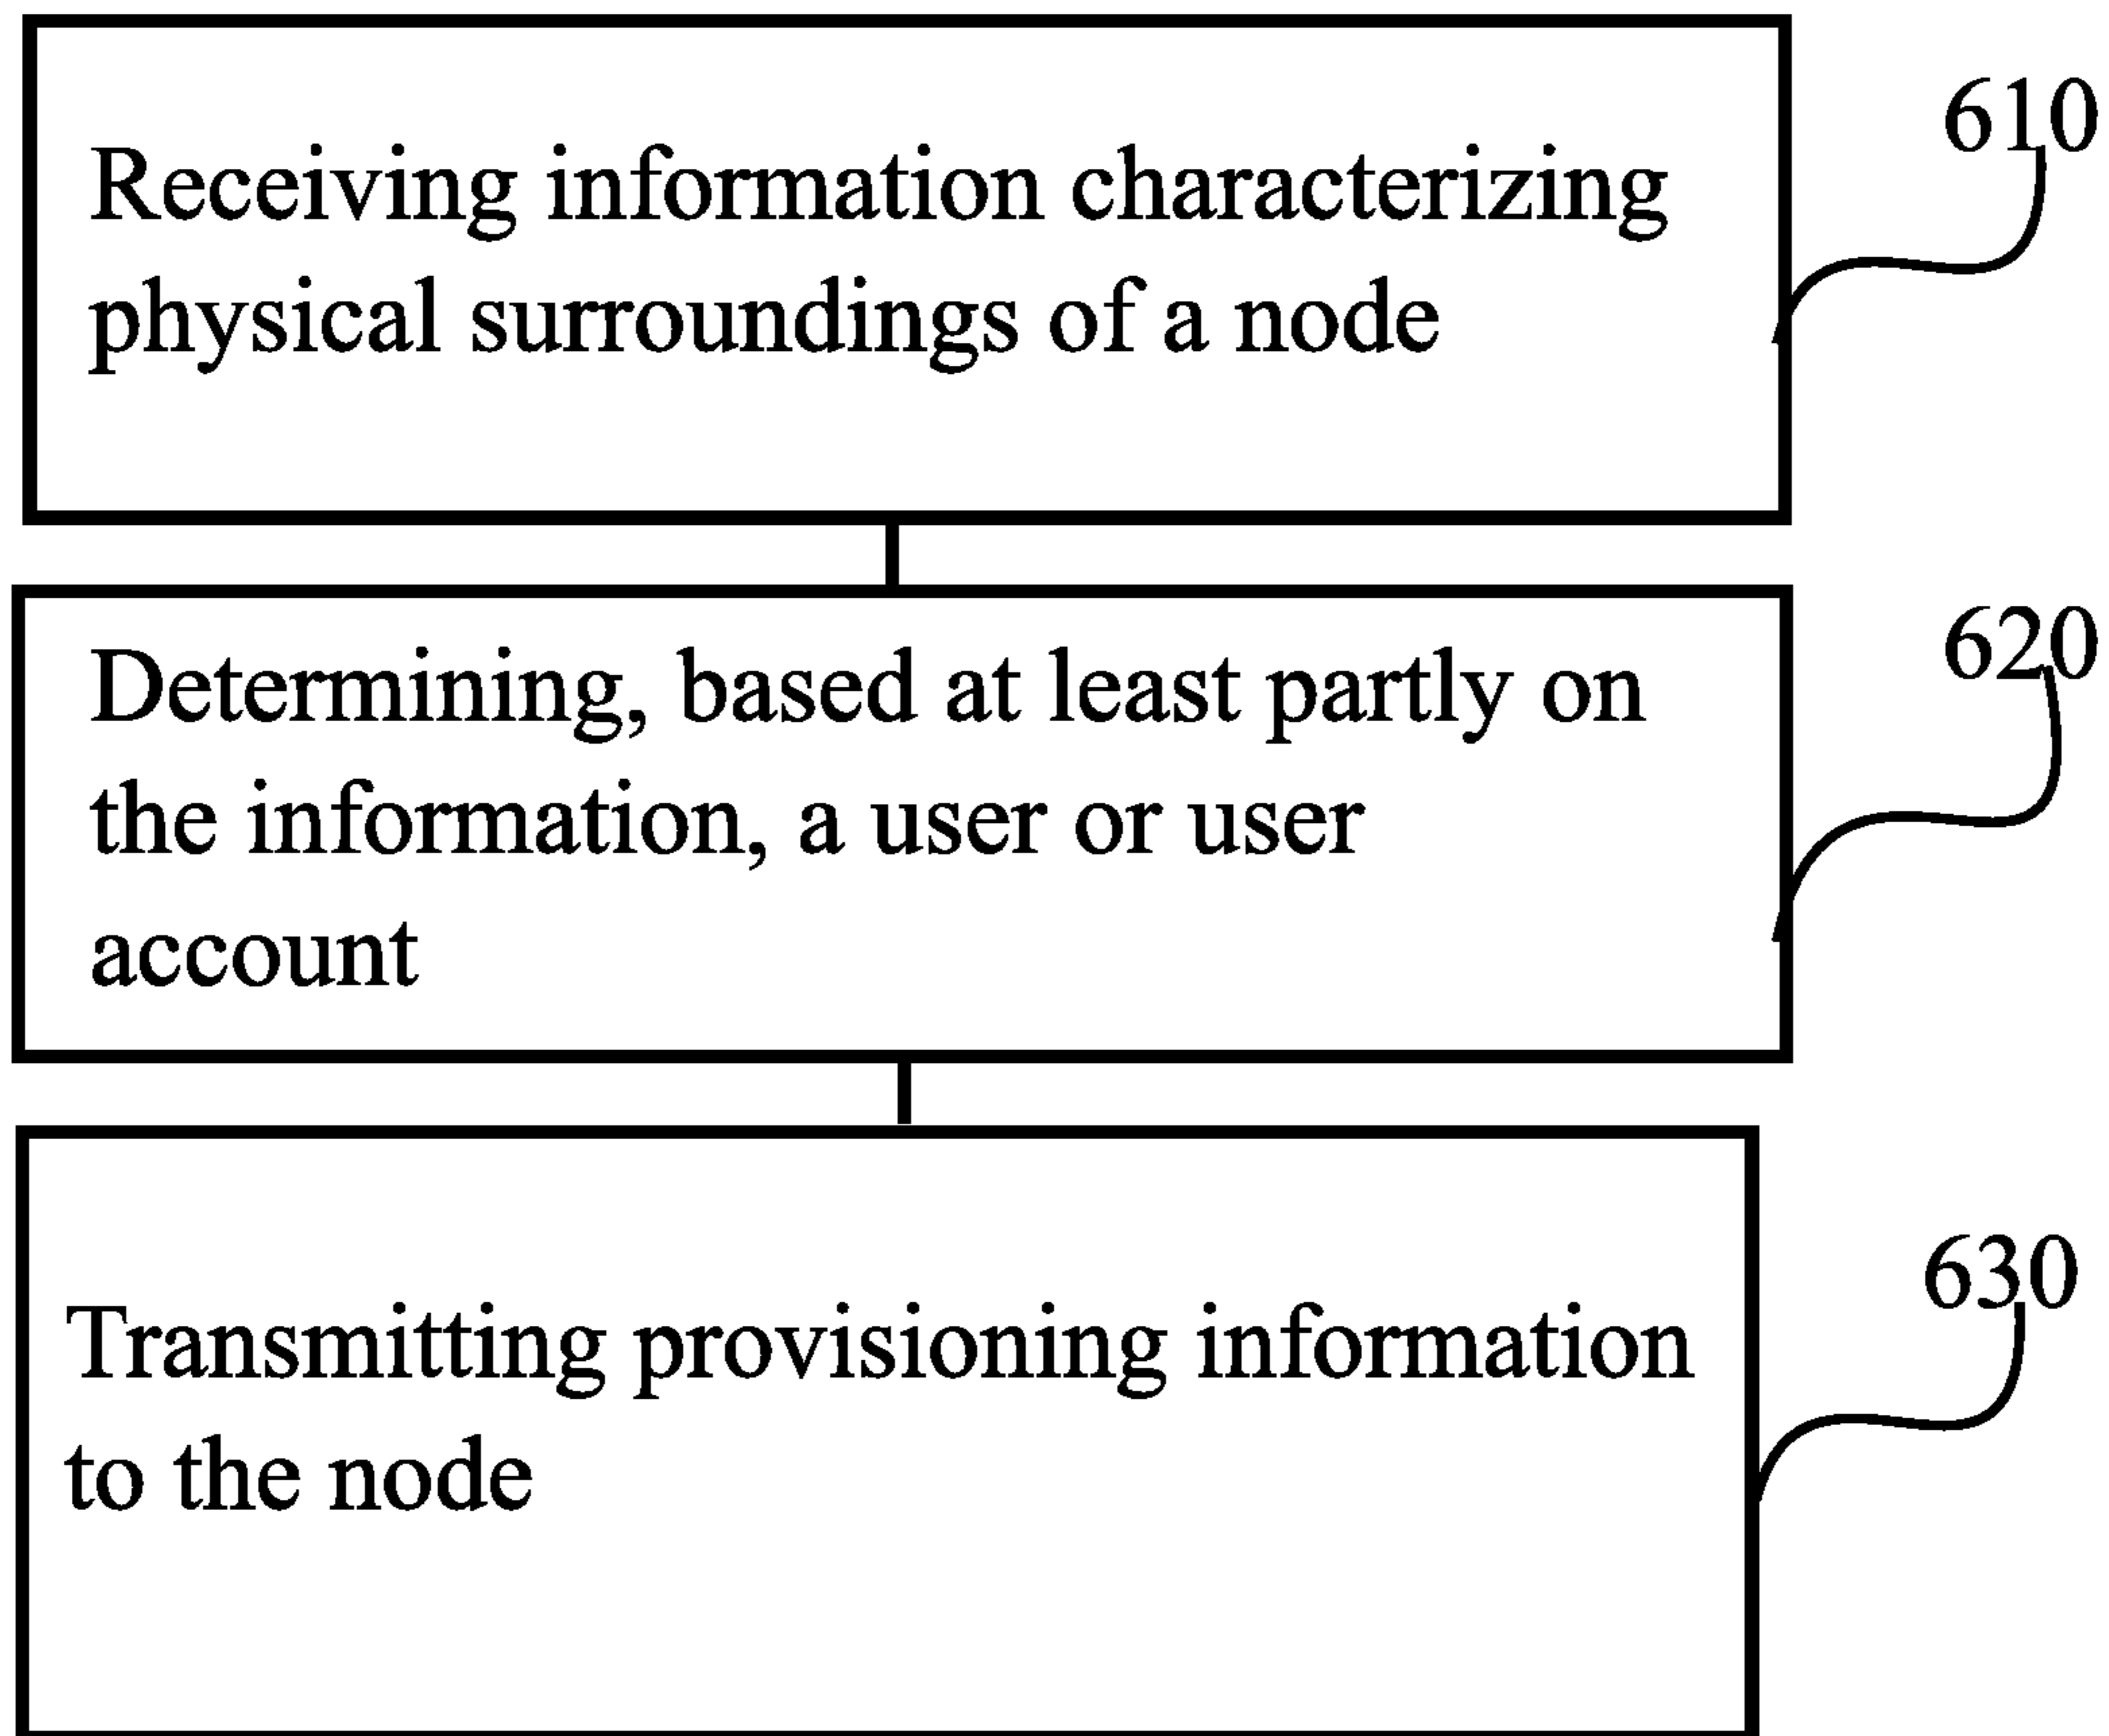 610
Receiving information characterizing
physical surroundings of a node
620
Determining, based at least partly on
the information, a user or user
account
630
Transmitting provisioning information
to the node